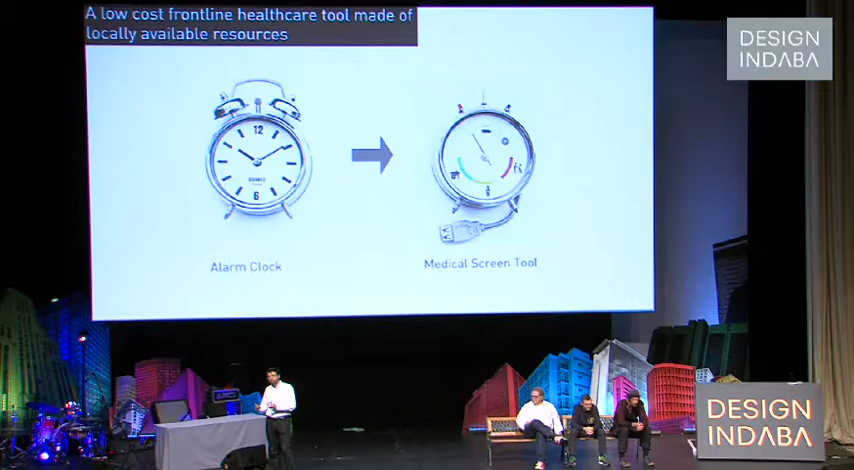 A low cost frontline healthcare tool made of
locally available resources
DESIGN
INDABA
12
6
QUARTZ
Alarm Clock
Medical Screen Tool
DESIGN
INDABA